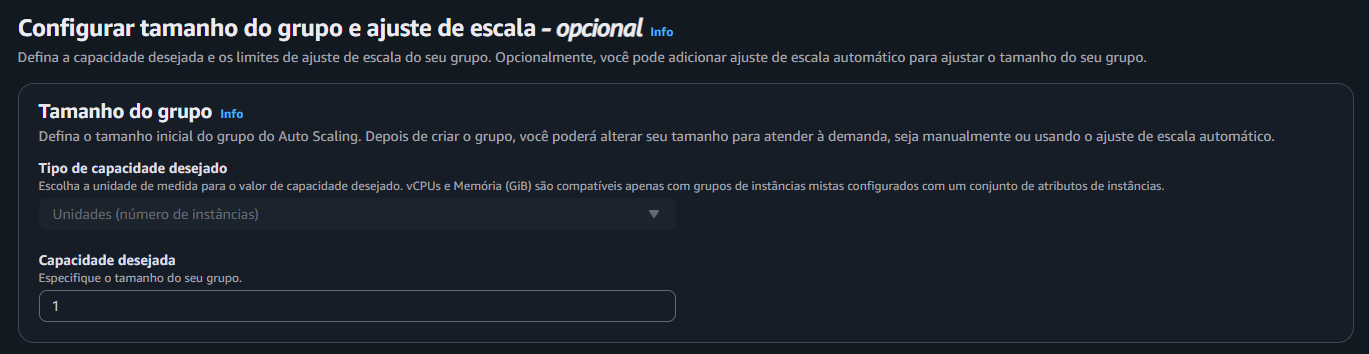 Configurar tamanho do grupo e ajuste de escala - opcional Info
Defina a capacidade desejada e os limites de ajuste de escala do seu grupo. Opcionalmente, você pode adicionar ajuste de escala automático para ajustar o tamanho do seu grupo.
Tamanho do grupo Info
Defina o tamanho inicial do grupo do Auto Scaling. Depois de criar o grupo, você poderá alterar seu tamanho para atender à demanda, seja manualmente ou usando o ajuste de escala automático.
Tipo de capacidade desejado
Escolha a unidade de medida para o valor de capacidade desejado. vCPUs e Memória (GiB) são compatíveis apenas com grupos de instâncias mistas configurados com um conjunto de atributos de instâncias.
Unidades (número de instâncias)
Capacidade desejada
Especifique o tamanho do seu grupo.
1